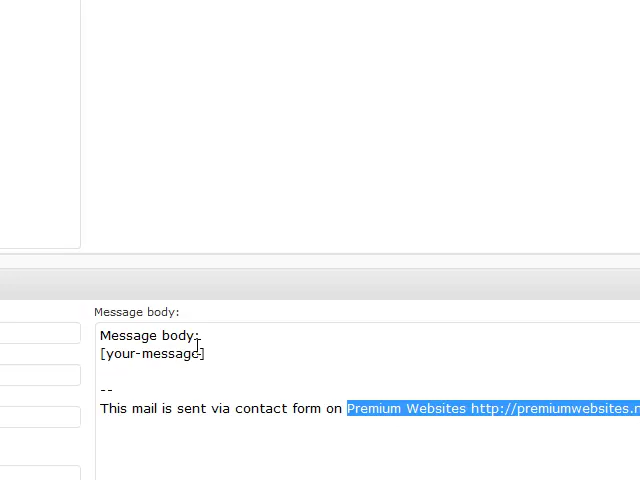 Message body:
Message body:
[your-message]
--
This mail is sent via contact form on Premium Websites http://premiumwebsites.n